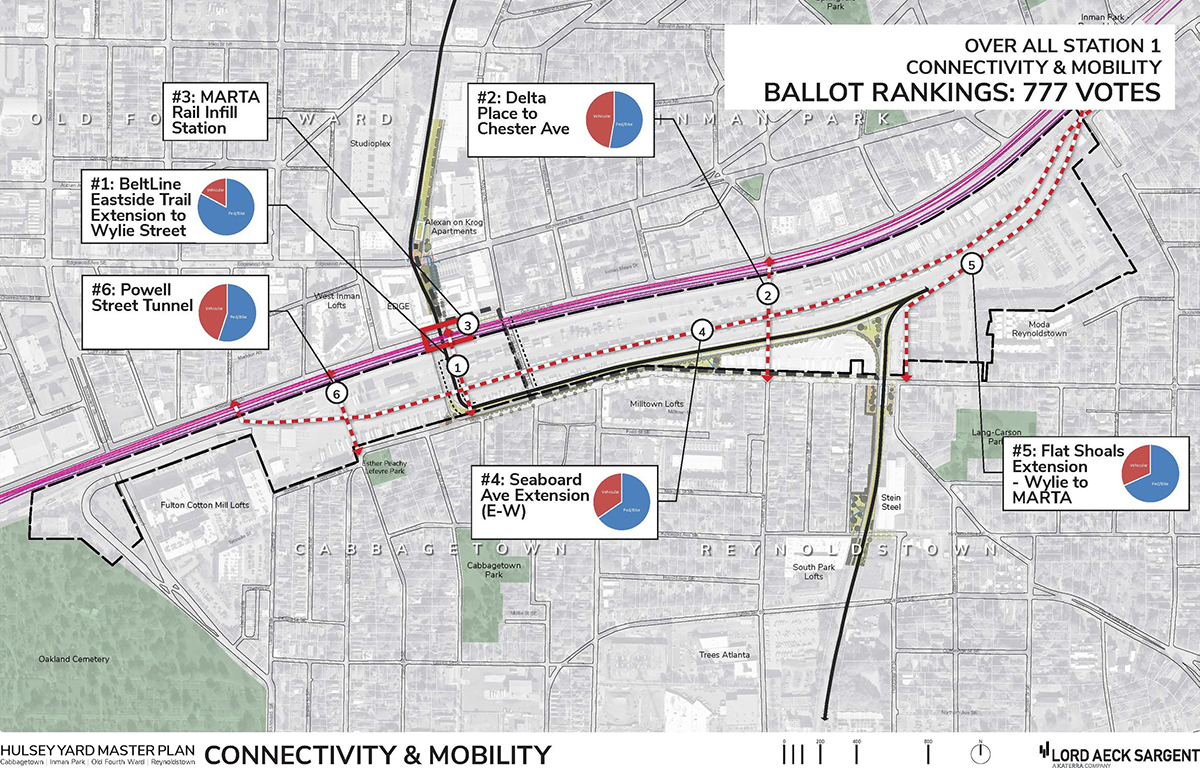 OVER ALL STATION 1
CONNECTIVITY & MOBILITY
BALLOT RANKINGS: 777 VOTES
Inman Park
Park
#3: MARTA
Rail Infill
Station
#2: Delta
Place to
Chester Ave
Vehicular
Ped/Bike
OLD FO
WARD
INMAN PARK
Studioplex
#1: BeltLine
Eastside Trail
Extension to
Wylie Street
Vehicular
Ped/Bike
Alexan on Krog
Apartments
#6: Powell
Street Tunnel
Vehicular
Ped/Bike
West Inman
Lofts
EDGE
3
2
5
4
1
6
Moda
Reynoldstown
Milltown Lofts
Lang-Carson
Park
Esther Peachy
Lefevre Park
#5: Flat Shoals
Extension
- Wylie to
MARTA
Vehicular
Ped/Bike
#4: Seaboard
Ave Extension
(E-W)
Vehicular
Ped/Bike
Fulton Cotton Mill Lofts
Stein
Steel
CABBAGETOWN
REYNOLDSTOWN
Cabbagetown
Park
South Park
Lofts
Oakland Cemetery
Trees Atlanta
HULSEY YARD MASTER PLAN
Cabbagetown | Inman Park | Old Fourth Ward | Reynoldstown
CONNECTIVITY & MOBILITY
0 200 400 800
N
LORD AECK SARGENT
A KATERRA COMPANY